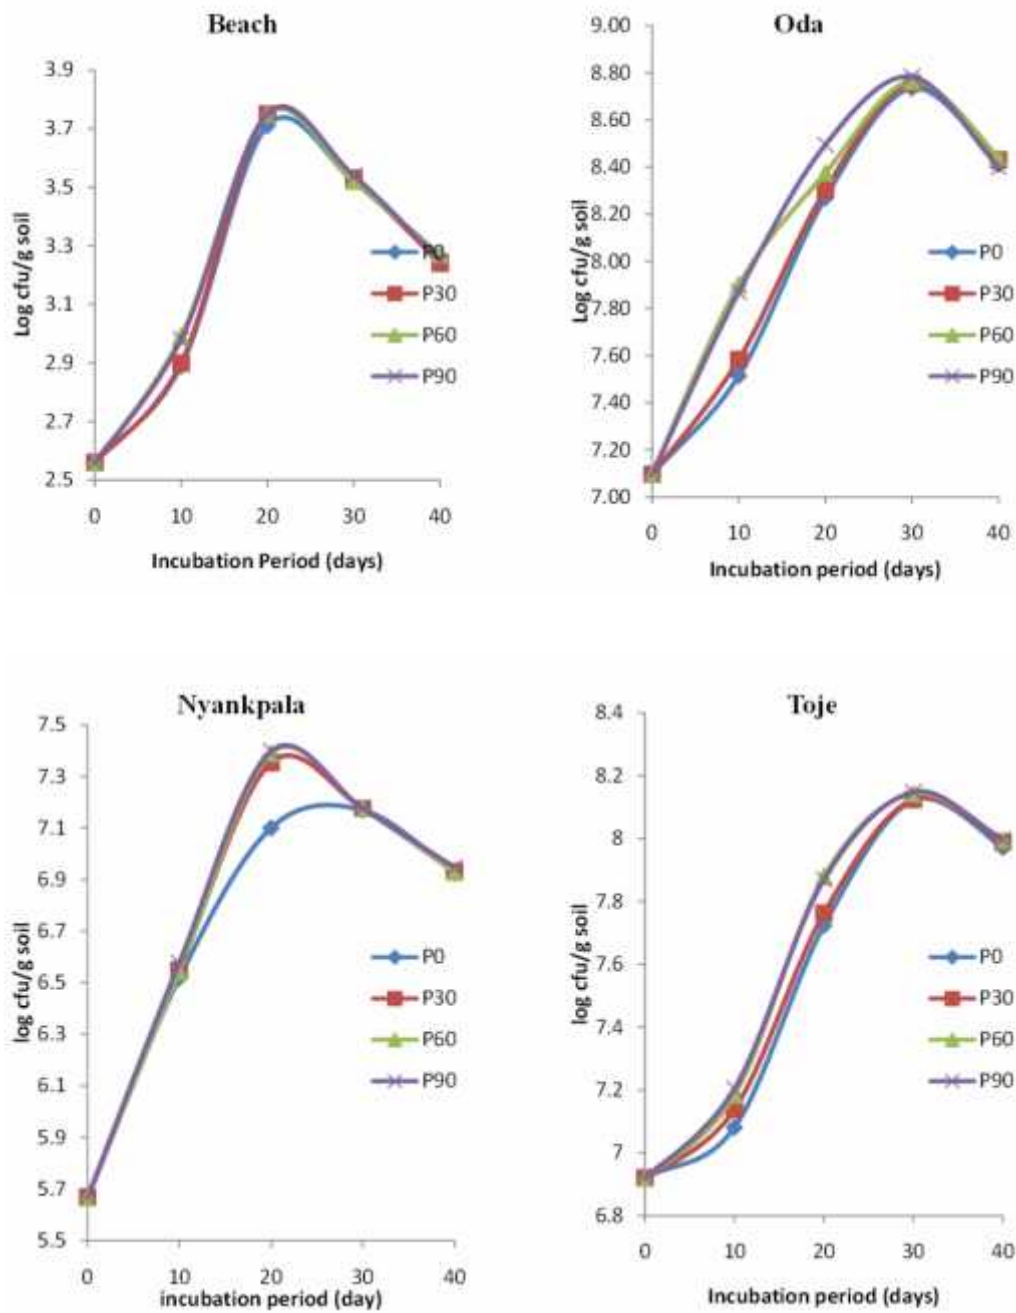 Beach
Log cfu/g soil
3.9
3.7
3.5
3.3
3.1
2.9
2.7
2.5
0 10 20 30 40
Incubation Period (days)
P0
P30
P60
P90
Oda
Log cfu/g soil
9.00
8.80
8.60
8.40
8.20
8.00
7.80
7.60
7.40
7.20
7.00
0 10 20 30 40
Incubation period (days)
P0
P30
P60
P90
Nyankpala
log cfu/g soil
7.5
7.3
7.1
6.9
6.7
6.5
6.3
6.1
5.9
5.7
5.5
0 10 20 30 40
incubation period (day)
P0
P30
P60
P90
Toje
log cfu/g soil
8.4
8.2
8
7.8
7.6
7.4
7.2
7
6.8
0 10 20 30 40
Incubation period (days)
P0
P30
P60
P90